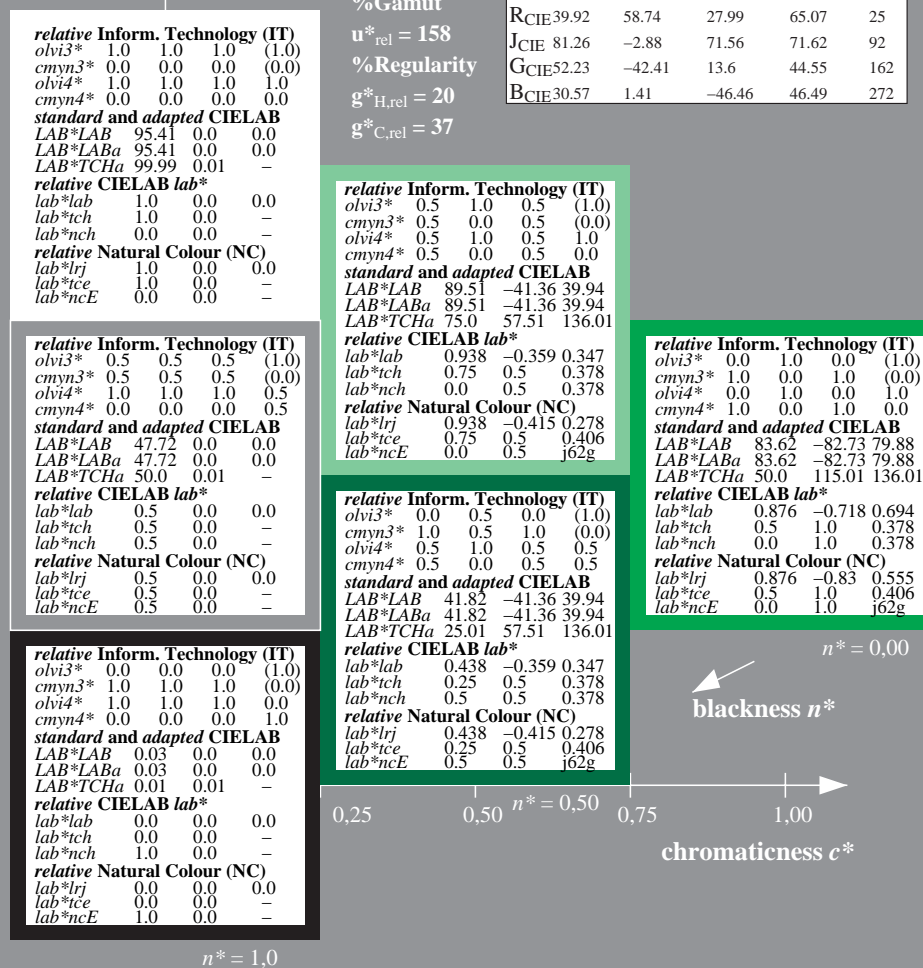 %Gamut
u*rel = 158
%Regularity
g*H,rel = 20
g*C,rel = 37
RCIE 39.92 58.74 27.99 65.07 25
JCIE 81.26 −2.88 71.56 71.62 92
GCIE 52.23 −42.41 13.6 44.55 162
BCIE 30.57 1.41 −46.46 46.49 272
relative Inform. Technology (IT)
olvi3* 1.0 1.0 1.0 (1.0)
cmyn3* 0.0 0.0 0.0 (0.0)
olvi4* 1.0 1.0 1.0 1.0
cmyn4* 0.0 0.0 0.0 0.0
standard and adapted CIELAB
LAB*LAB 95.41 0.0 0.0
LAB*LABa 95.41 0.0 0.0
LAB*TCHa 99.99 0.01 –
relative CIELAB lab*
lab*lab 1.0 0.0 0.0
lab*tch 1.0 0.0 –
lab*nch 0.0 0.0 –
relative Natural Colour (NC)
lab*lrj 1.0 0.0 0.0
lab*tce 1.0 0.0 –
lab*ncE 0.0 0.0 –
relative Inform. Technology (IT)
olvi3* 0.5 1.0 0.5 (1.0)
cmyn3* 0.5 0.0 0.5 (0.0)
olvi4* 0.5 1.0 0.5 1.0
cmyn4* 0.5 0.0 0.5 0.0
standard and adapted CIELAB
LAB*LAB 89.51 −41.36 39.94
LAB*LABa 89.51 −41.36 39.94
LAB*TCHa 75.0 57.51 136.01
relative CIELAB lab*
lab*lab 0.938 −0.359 0.347
lab*tch 0.75 0.5 0.378
lab*nch 0.0 0.5 0.378
relative Natural Colour (NC)
lab*lrj 0.938 −0.415 0.278
lab*tce 0.75 0.5 0.406
lab*ncE 0.0 0.5 j62g
relative Inform. Technology (IT)
olvi3* 0.5 0.5 0.5 (1.0)
cmyn3* 0.5 0.5 0.5 (0.0)
olvi4* 1.0 1.0 1.0 0.5
cmyn4* 0.0 0.0 0.0 0.5
standard and adapted CIELAB
LAB*LAB 47.72 0.0 0.0
LAB*LABa 47.72 0.0 0.0
LAB*TCHa 50.0 0.01 –
relative CIELAB lab*
lab*lab 0.5 0.0 0.0
lab*tch 0.5 0.0 –
lab*nch 0.5 0.0 –
relative Natural Colour (NC)
lab*lrj 0.5 0.0 0.0
lab*tce 0.5 0.0 –
lab*ncE 0.5 0.0 –
relative Inform. Technology (IT)
olvi3* 0.0 1.0 0.0 (1.0)
cmyn3* 1.0 0.0 1.0 (0.0)
olvi4* 0.0 1.0 0.0 1.0
cmyn4* 1.0 0.0 1.0 0.0
standard and adapted CIELAB
LAB*LAB 83.62 −82.73 79.88
LAB*LABa 83.62 −82.73 79.88
LAB*TCHa 50.0 115.01 136.01
relative CIELAB lab*
lab*lab 0.876 −0.718 0.694
lab*tch 0.5 1.0 0.378
lab*nch 0.0 1.0 0.378
relative Natural Colour (NC)
lab*lrj 0.876 −0.83 0.555
lab*tce 0.5 1.0 0.406
lab*ncE 0.0 1.0 j62g
relative Inform. Technology (IT)
olvi3* 0.0 0.5 0.0 (1.0)
cmyn3* 1.0 0.5 1.0 (0.0)
olvi4* 0.5 1.0 0.5 0.5
cmyn4* 0.5 0.0 0.5 0.5
standard and adapted CIELAB
LAB*LAB 41.82 −41.36 39.94
LAB*LABa 41.82 −41.36 39.94
LAB*TCHa 25.01 57.51 136.01
relative CIELAB lab*
lab*lab 0.438 −0.359 0.347
lab*tch 0.25 0.5 0.378
lab*nch 0.5 0.5 0.378
relative Natural Colour (NC)
lab*lrj 0.438 −0.415 0.278
lab*tce 0.25 0.5 0.406
lab*ncE 0.5 0.5 j62g
relative Inform. Technology (IT)
olvi3* 0.0 0.0 0.0 (1.0)
cmyn3* 1.0 1.0 1.0 (0.0)
olvi4* 1.0 1.0 1.0 0.0
cmyn4* 0.0 0.0 0.0 1.0
standard and adapted CIELAB
LAB*LAB 0.03 0.0 0.0
LAB*LABa 0.03 0.0 0.0
LAB*TCHa 0.01 0.01 –
relative CIELAB lab*
lab*lab 0.0 0.0 0.0
lab*tch 0.0 0.0 –
lab*nch 1.0 0.0 –
relative Natural Colour (NC)
lab*lrj 0.0 0.0 0.0
lab*tce 0.0 0.0 –
lab*ncE 1.0 0.0 –
n* = 0,00
blackness n*
n* = 0,50
0,25 0,50 0,75 1,00
chromaticness c*
n* = 1,0